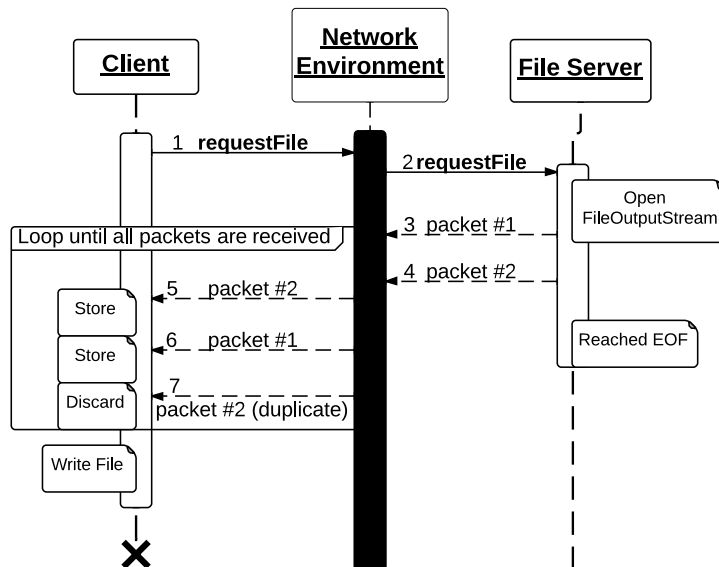 Network
Environment
Client
File Server
1 requestFile
2 requestFile
Open
FileOutputStream
3 packet #1
Loop until all packets are received
4 packet #2
5 packet #2
Store
6 packet #1
Store
Reached EOF
7
packet #2 (duplicate)
Discard
Write File